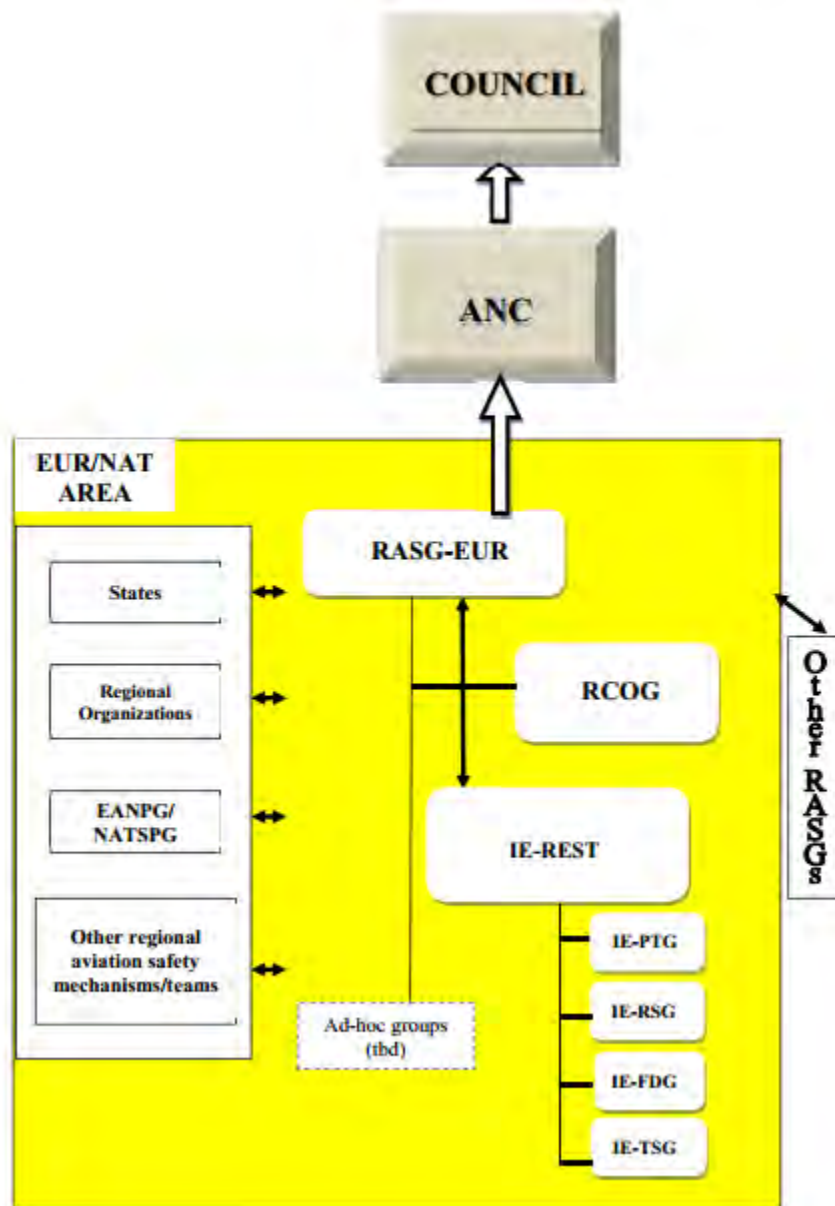 COUNCIL
ANC
EUR/NAT
AREA
RASG-EUR
States
Regional
Organizations
RCOG
EANPG/
NATSPG
IE-REST
Other regional
aviation safety
mechanisms/teams
Ad-hoc groups
(tbd)
IE-PTG
IE-RSG
IE-FDG
IE-TSG
Other RASGs